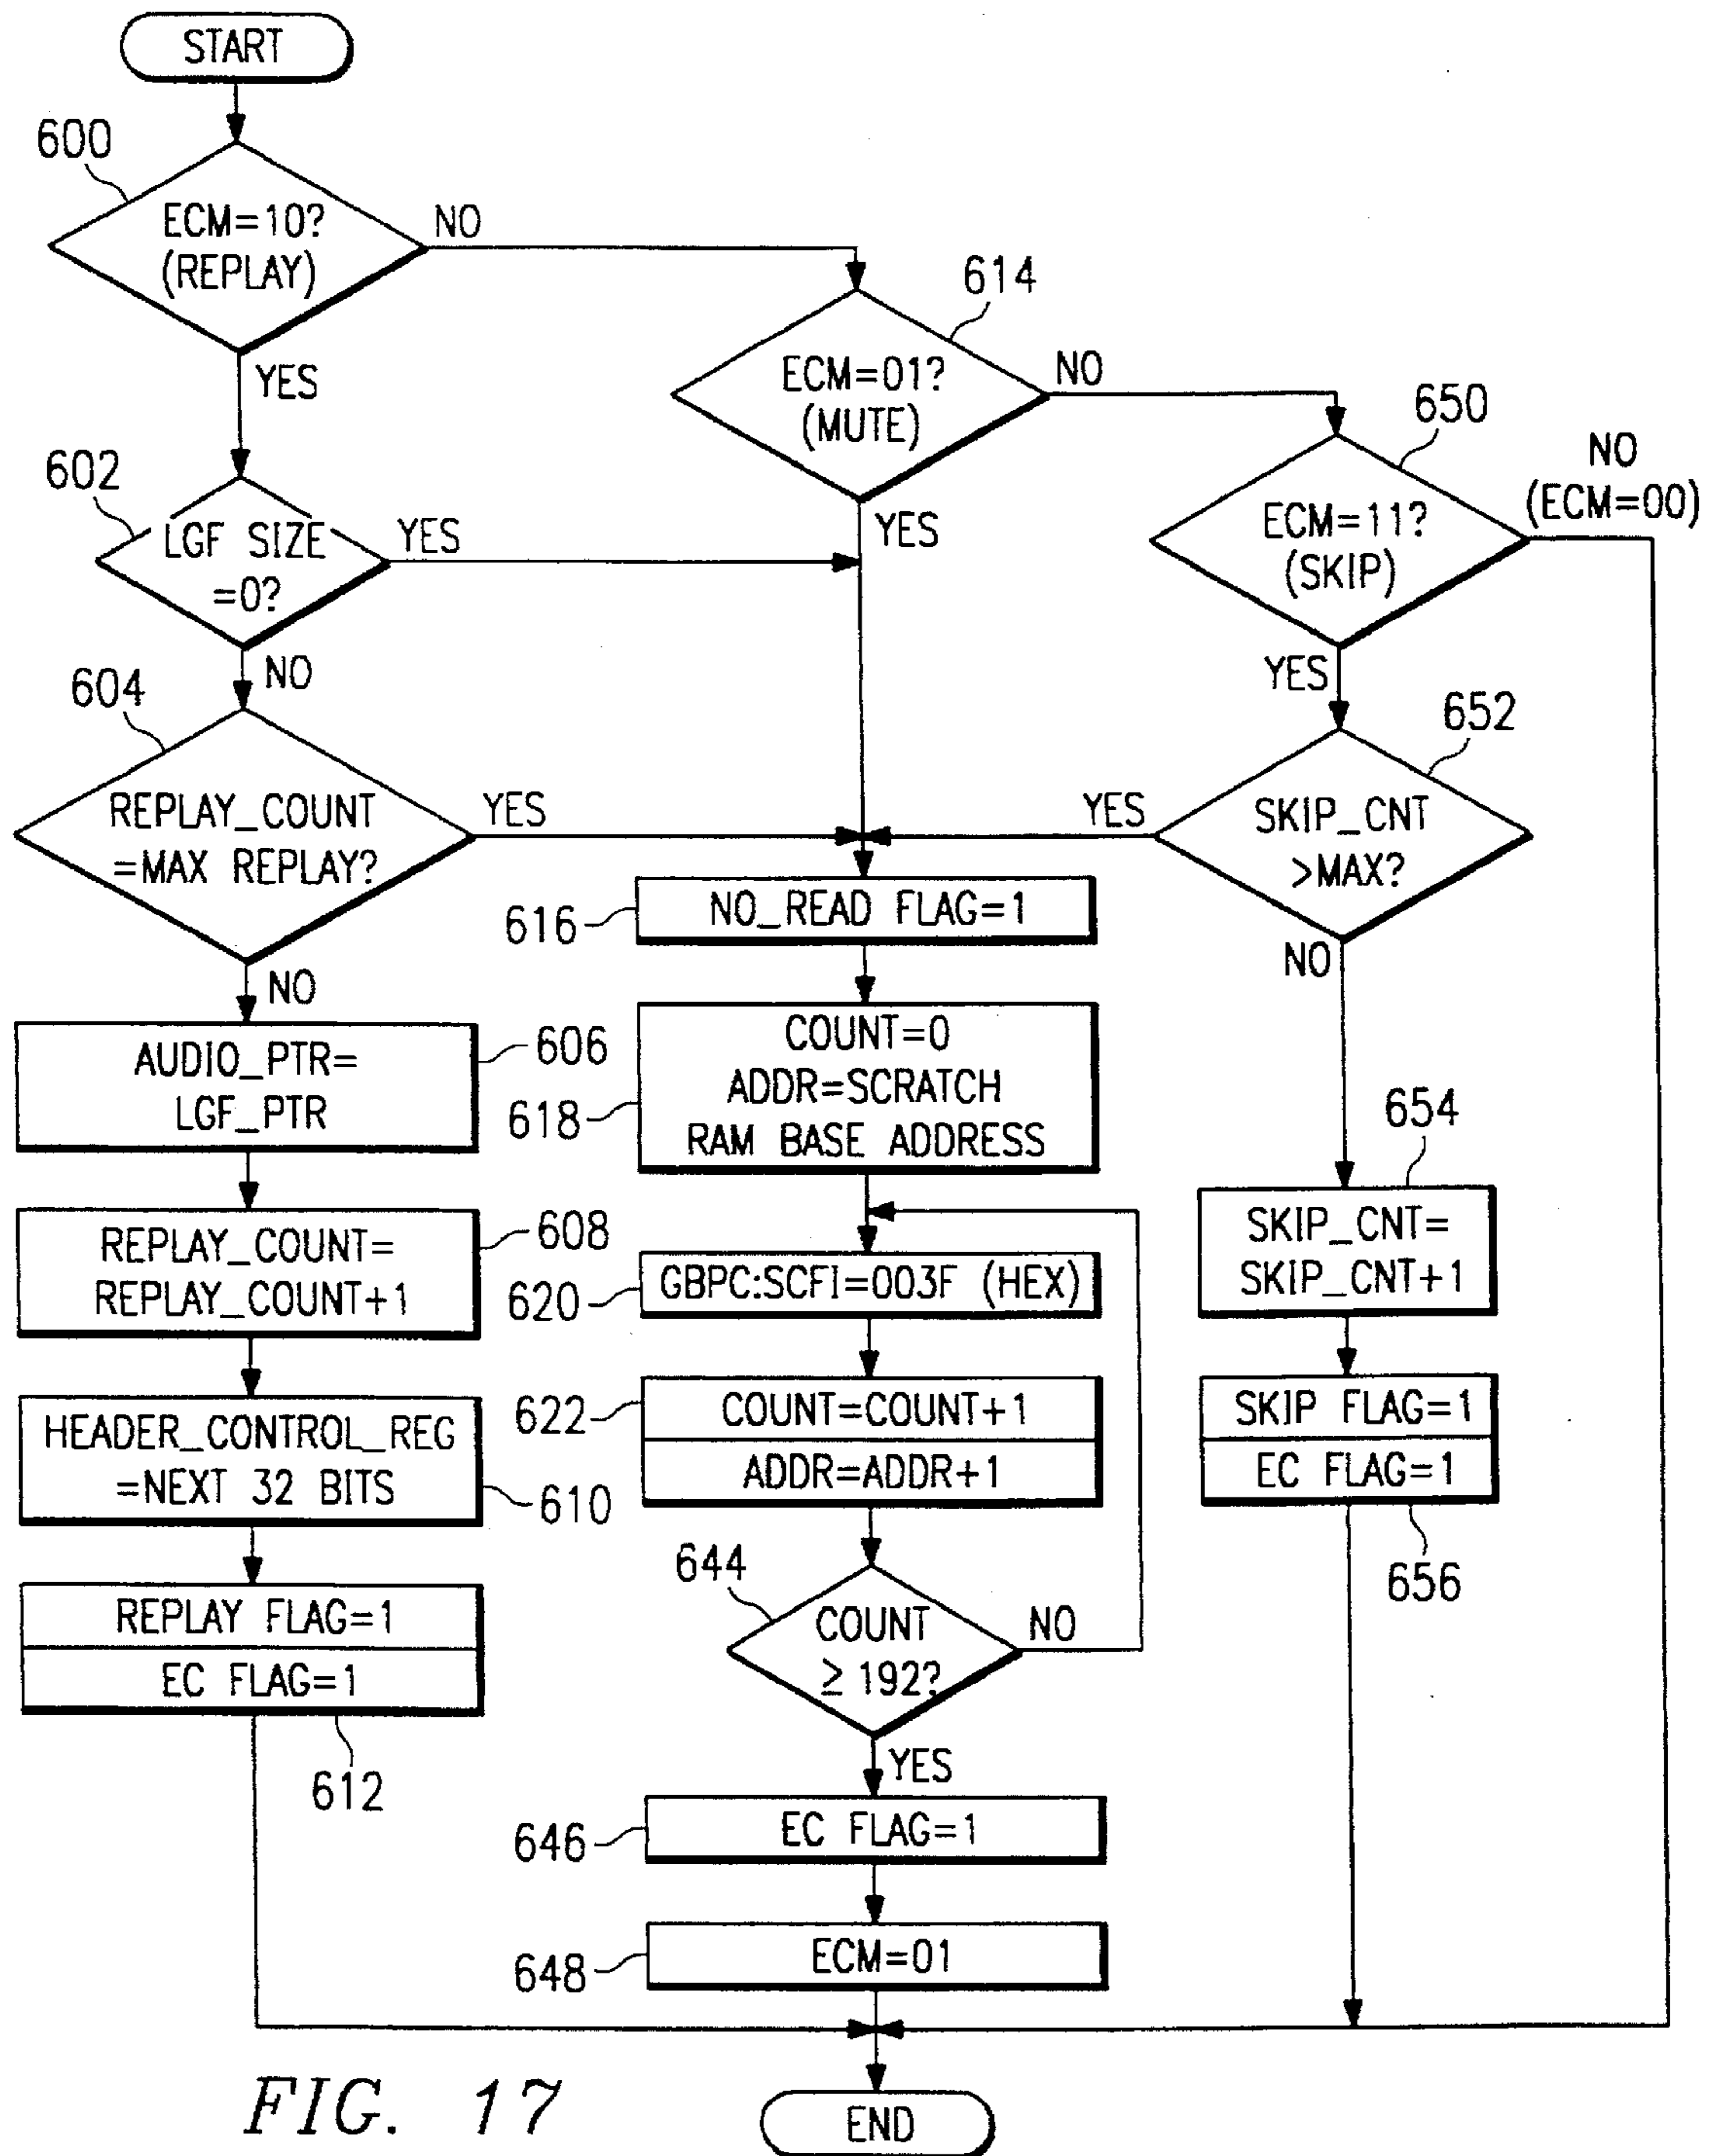 START
600
ECM=10?
(REPLAY)
NO
YES
614
ECM=01?
(MUTE)
NO
YES
650
ECM=11?
(SKIP)
NO
(ECM=00)
YES
602
LGF SIZE
=0?
YES
NO
604
REPLAY_COUNT
=MAX REPLAY?
YES
NO
652
SKIP_CNT
>MAX?
YES
NO
616
NO_READ FLAG=1
606
AUDIO_PTR=
LGF_PTR
618
COUNT=0
ADDR=SCRATCH
RAM BASE ADDRESS
654
SKIP_CNT=
SKIP_CNT+1
608
REPLAY_COUNT=
REPLAY_COUNT+1
620
GBPC:SCFI=003F (HEX)
610
HEADER_CONTROL_REG
=NEXT 32 BITS
622
COUNT=COUNT+1
ADDR=ADDR+1
SKIP FLAG=1
EC FLAG=1
656
REPLAY FLAG=1
EC FLAG=1
612
644
COUNT
≥ 192?
NO
YES
646
EC FLAG=1
648
ECM=01
END
FIG. 17